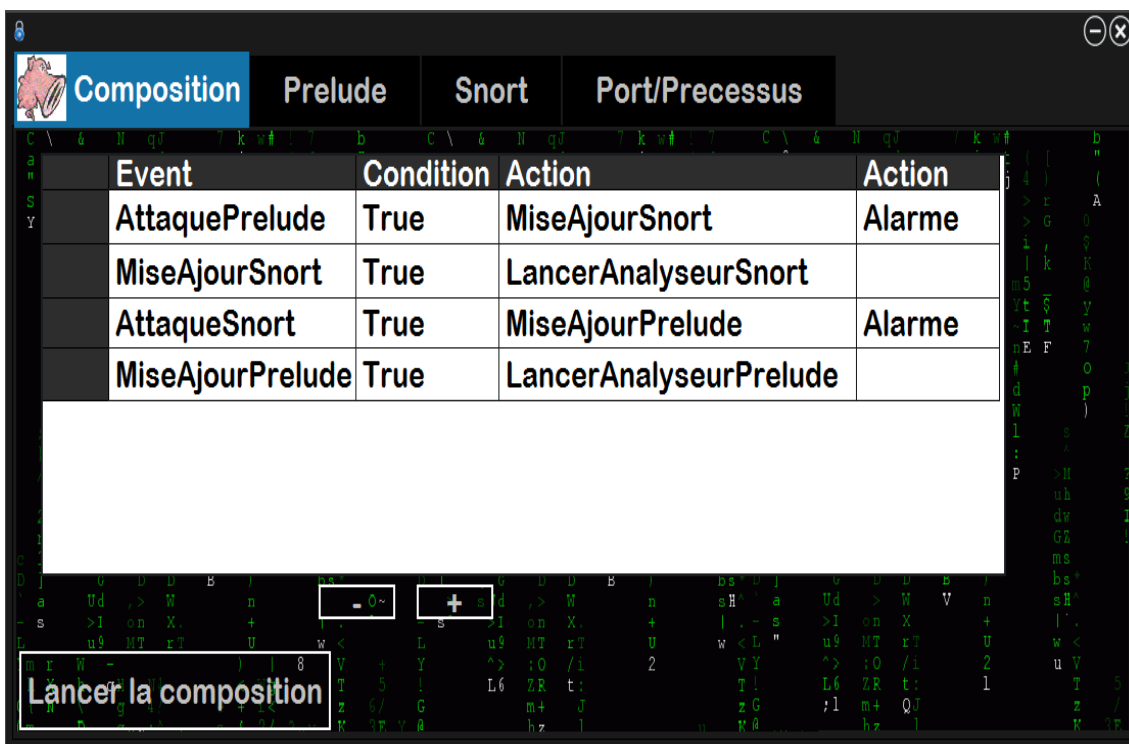 Composition Prelude Snort Port/Precessus
Event Condition Action Action
AttaquePrelude True MiseAjourSnort Alarme
MiseAjourSnort True LancerAnalyseurSnort
AttaqueSnort True MiseAjourPrelude Alarme
MiseAjourPrelude True LancerAnalyseurPrelude
- +
Lancer la composition